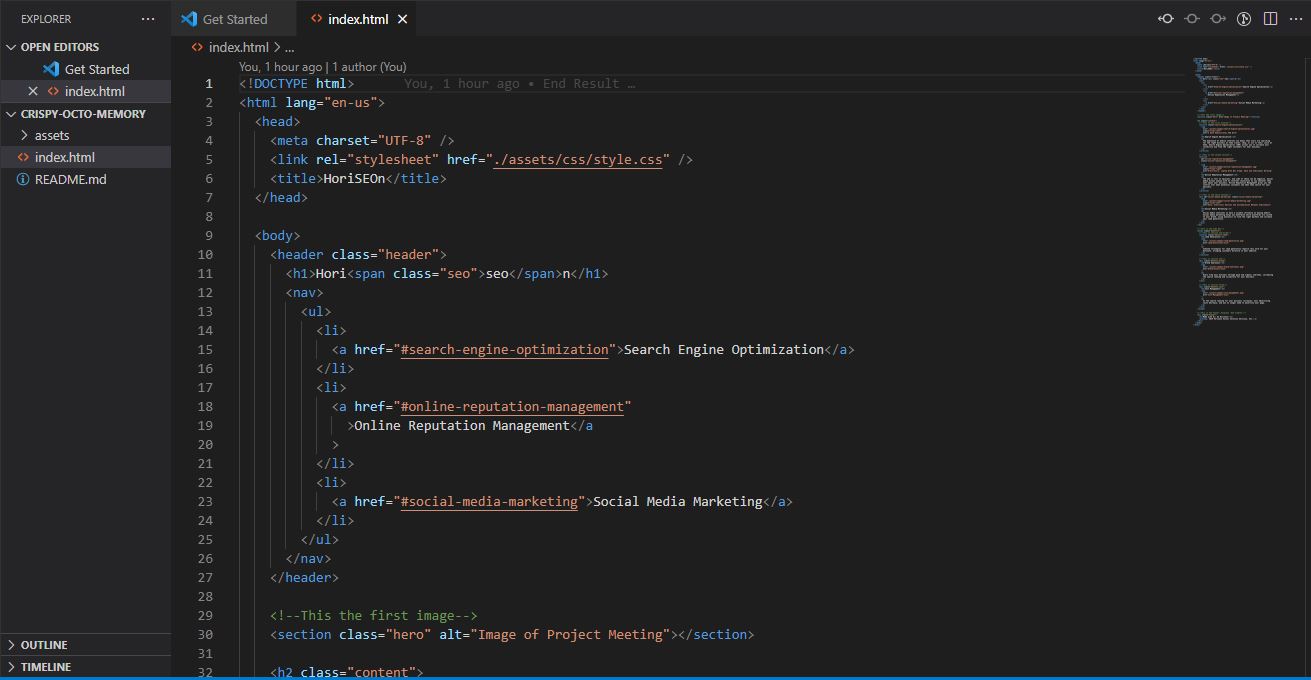 EXPLORER ... Get Started index.html
OPEN EDITORS
Get Started
index.html
CRISPY-OCTO-MEMORY
assets
index.html
README.md
OUTLINE
TIMELINE
index.html > ...
You, 1 hour ago | 1 author (You)
1 <!DOCTYPE html> You, 1 hour ago • End Result …
2 <html lang="en-us">
3 <head>
4 <meta charset="UTF-8" />
5 <link rel="stylesheet" href="./assets/css/style.css" />
6 <title>HoriSEOn</title>
7 </head>
8
9 <body>
10 <header class="header">
11 <h1>Hori<span class="seo">seo</span>n</h1>
12 <nav>
13 <ul>
14 <li>
15 <a href="#search-engine-optimization">Search Engine Optimization</a>
16 </li>
17 <li>
18 <a href="#online-reputation-management"
19 >Online Reputation Management</a
20 >
21 </li>
22 <li>
23 <a href="#social-media-marketing">Social Media Marketing</a>
24 </li>
25 </ul>
26 </nav>
27 </header>
28
29 <!--This the first image-->
30 <section class="hero" alt="Image of Project Meeting"></section>
31
32 <h2 class="content">